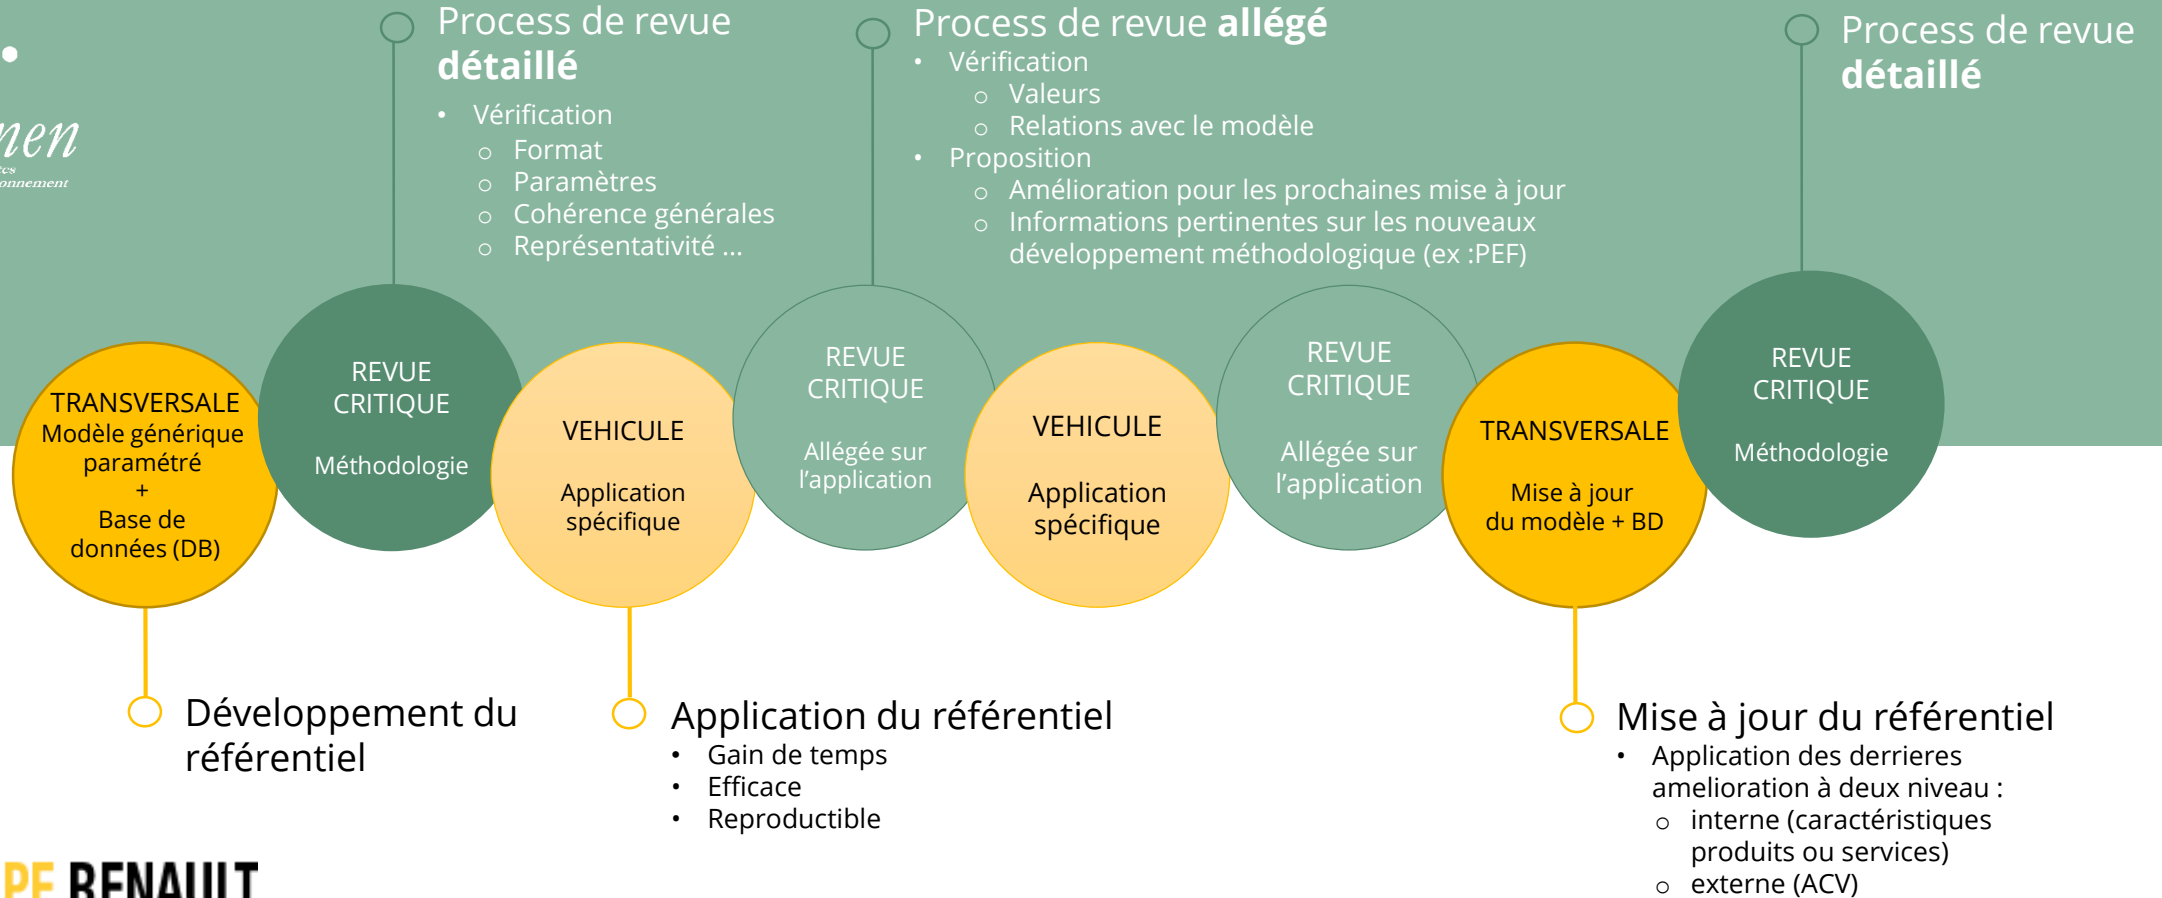 Process de revue
détaillé
• Vérification
o Format
o Paramètres
o Cohérence générales
o Représentativité ...
Process de revue allégé
• Vérification
o Valeurs
o Relations avec le modèle
• Proposition
o Amélioration pour les prochaines mise à jour
o Informations pertinentes sur les nouveaux
développement méthodologique (ex :PEF)
Process de revue
détaillé
TRANSVERSALE
Modèle générique
paramétré
+
Base de
données (DB)
REVUE
CRITIQUE
Méthodologie
VEHICULE
Application
spécifique
REVUE
CRITIQUE
Allégée sur
l’application
VEHICULE
Application
spécifique
REVUE
CRITIQUE
Allégée sur
l’application
TRANSVERSALE
Mise à jour
du modèle + BD
REVUE
CRITIQUE
Méthodologie
Développement du
référentiel
Application du référentiel
• Gain de temps
• Efficace
• Reproductible
Mise à jour du référentiel
• Application des derrieres
amelioration à deux niveau :
o interne (caractéristiques
produits ou services)
o externe (ACV)
RENAULT